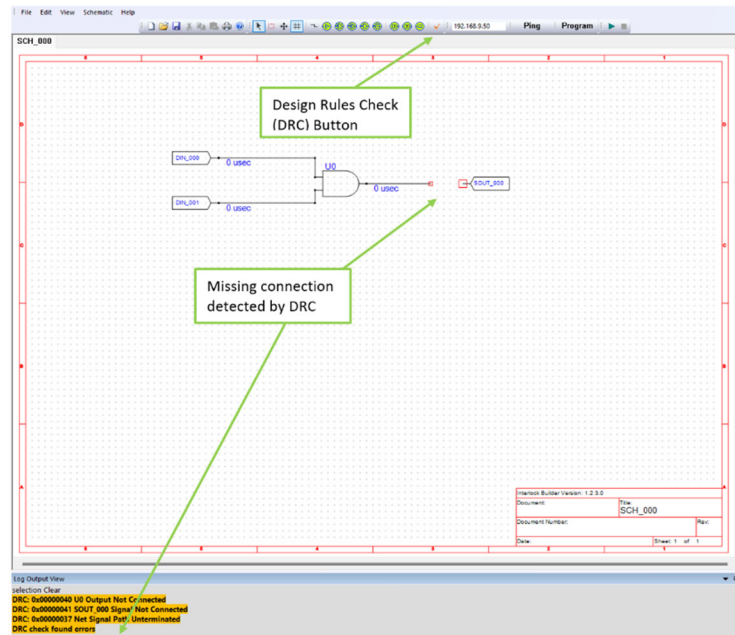 File Edit View Schematic Help
192.168.9.50 Ping Program
SCH_000
Design Rules Check
(DRC) Button
DIN_000
0 usec
U0
0 usec
SOUT_000
DIN_001
0 usec
Missing connection
detected by DRC
Interlock Builder Version: 1.2.3.0
Document:
Title:
SCH_000
Document Number:
Rev:
Date:
Sheet 1 of 1
Log Output View
selection Clear
DRC: 0x00000040 U0 Output Not Connected
DRC: 0x00000041 SOUT_000 Signal Not Connected
DRC: 0x00000037 Net Signal Path Unterminated
DRC check found errors